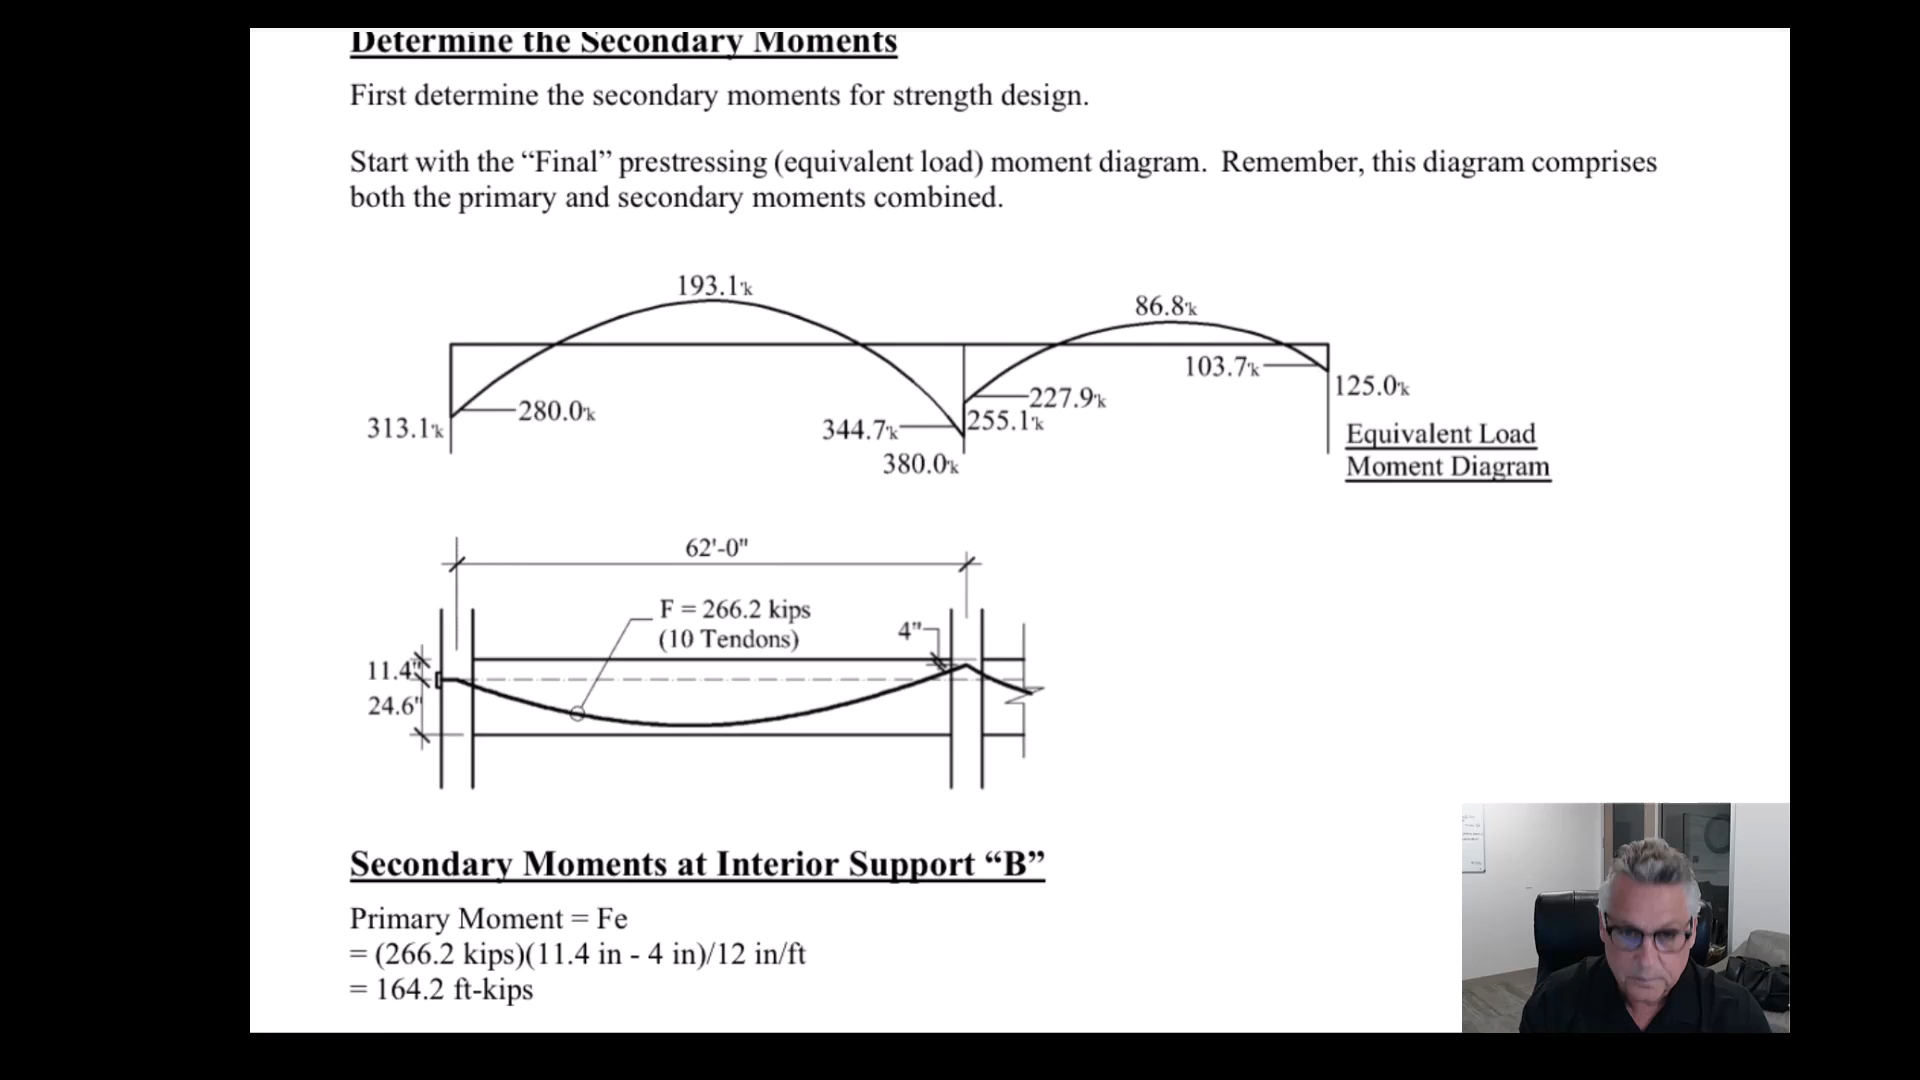 Determine the Secondary Moments
First determine the secondary moments for strength design.
Start with the “Final” prestressing (equivalent load) moment diagram. Remember, this diagram comprises
both the primary and secondary moments combined.
193.1'k
86.8'k
103.7'k
125.0'k
280.0'k
227.9'k
313.1'k
344.7'k
255.1'k
380.0'k
Equivalent Load
Moment Diagram
62'-0"
F = 266.2 kips
(10 Tendons)
4"
11.4"
24.6"
Secondary Moments at Interior Support “B”
Primary Moment = Fe
= (266.2 kips)(11.4 in - 4 in)/12 in/ft
= 164.2 ft-kips